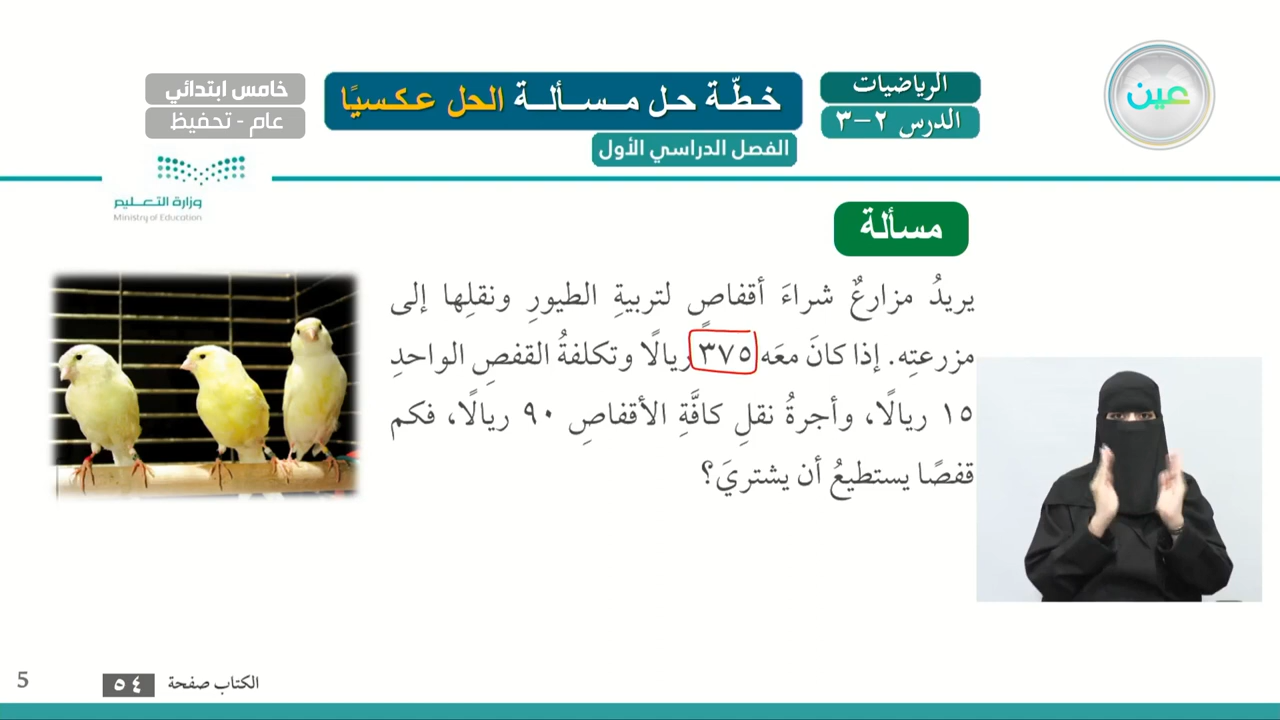 خامس ابتدائي
عام - تحفيظ
خطّة حل مسألة الحل عكسيًا
الفصل الدراسي الأول
الرياضيات
الدرس ٢-٣
عين
وزارة التعليم
Ministry of Education
مسألة
يريدُ مزارعٌ شراءَ أقفاصٍ لتربيةِ الطيورِ ونقلِها إلى
مزرعتِه. إذا كانَ معَه ٣٧٥ ريالًا وتكلفةُ القفصِ الواحدِ
١٥ ريالًا، وأجرةُ نقلِ كافَّةِ الأقفاصِ ٩٠ ريالًا، فكم
قفصًا يستطيعُ أن يشتريَ؟
الكتاب صفحة ٥٤
5